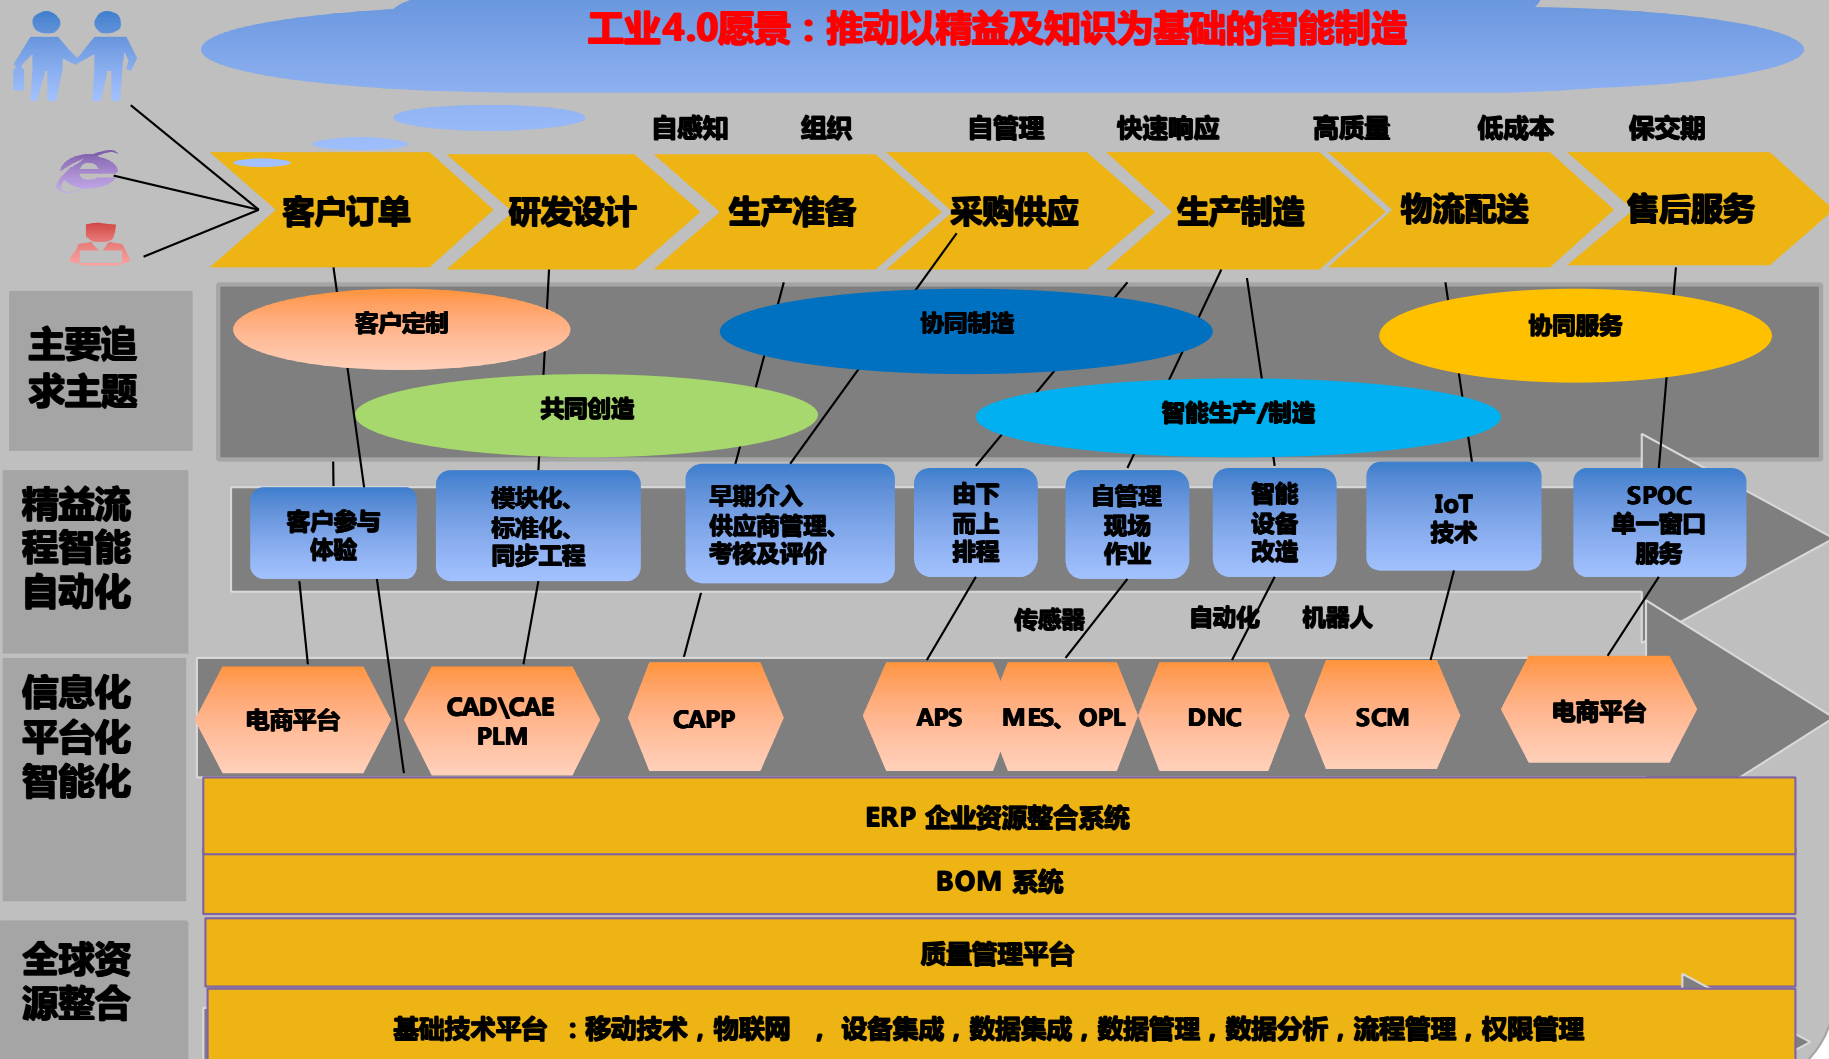 工业4.0愿景：推动以精益及知识为基础的智能制造
自感知 组织 自管理 快速响应 高质量 低成本 保交期
客户订单 研发设计 生产准备 采购供应 生产制造 物流配送 售后服务
主要追
求主题
客户定制 协同制造 协同服务
共同创造 智能生产/制造
精益流
程智能
自动化
客户参与
体验
模块化、
标准化、
同步工程
早期介入
供应商管理、
考核及评价
由下
而上
排程
自管理
现场
作业
智能
设备
改造
IoT
技术
SPOC
单一窗口
服务
传感器 自动化 机器人
信息化
平台化
智能化
电商平台
CAD\CAE
PLM
CAPP
APS
MES、OPL
DNC
SCM
电商平台
ERP 企业资源整合系统
BOM 系统
全球资
源整合
质量管理平台
基础技术平台 ：移动技术，物联网 ，设备集成，数据集成，数据管理，数据分析，流程管理，权限管理